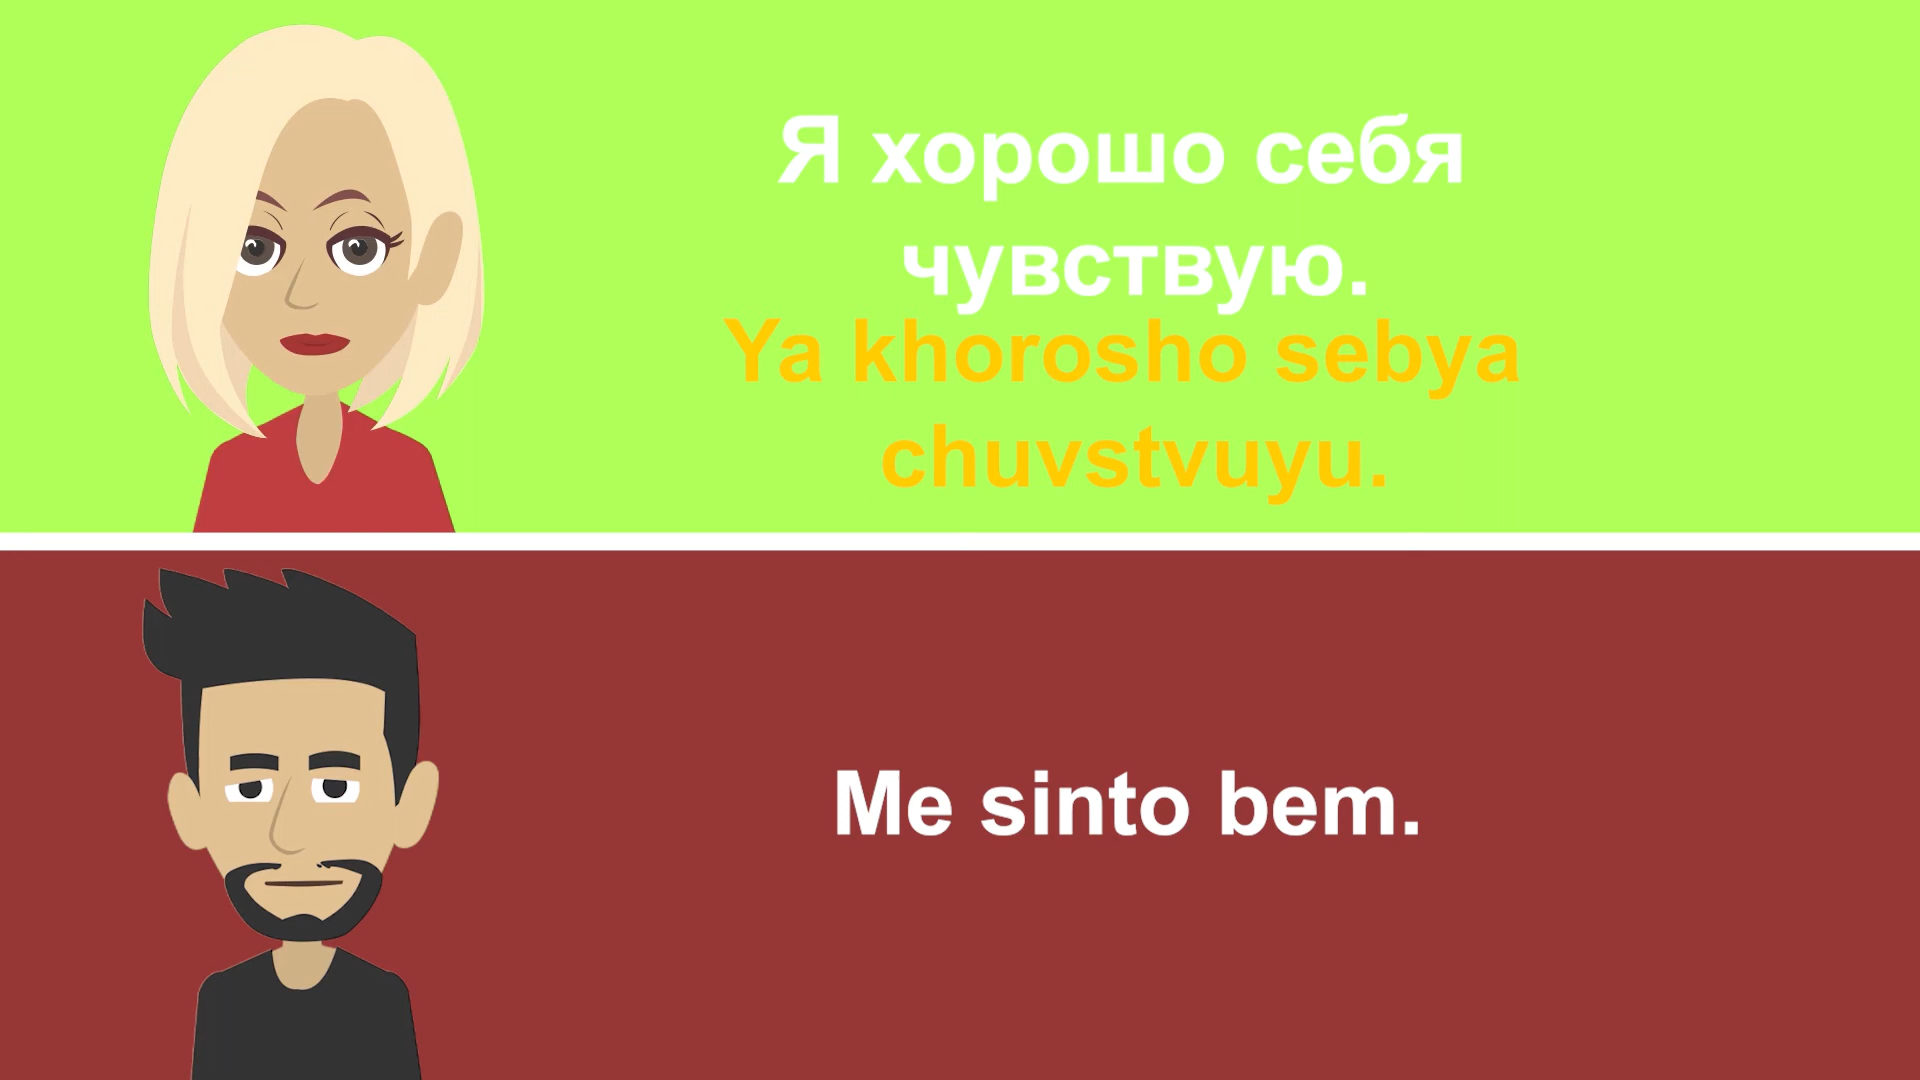 Я хорошо себя
чувствую.
Ya khorosho sebya
chuvstvuyu.
Me sinto bem.